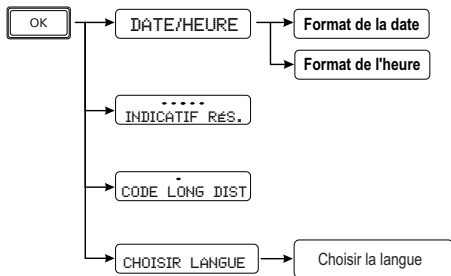 OK
DATE/HEURE
Format de la date
Format de l'heure
-----
INDICATIF RéS.
-
CODE LONG DIST
CHOISIR LANGUE
Choisir la langue